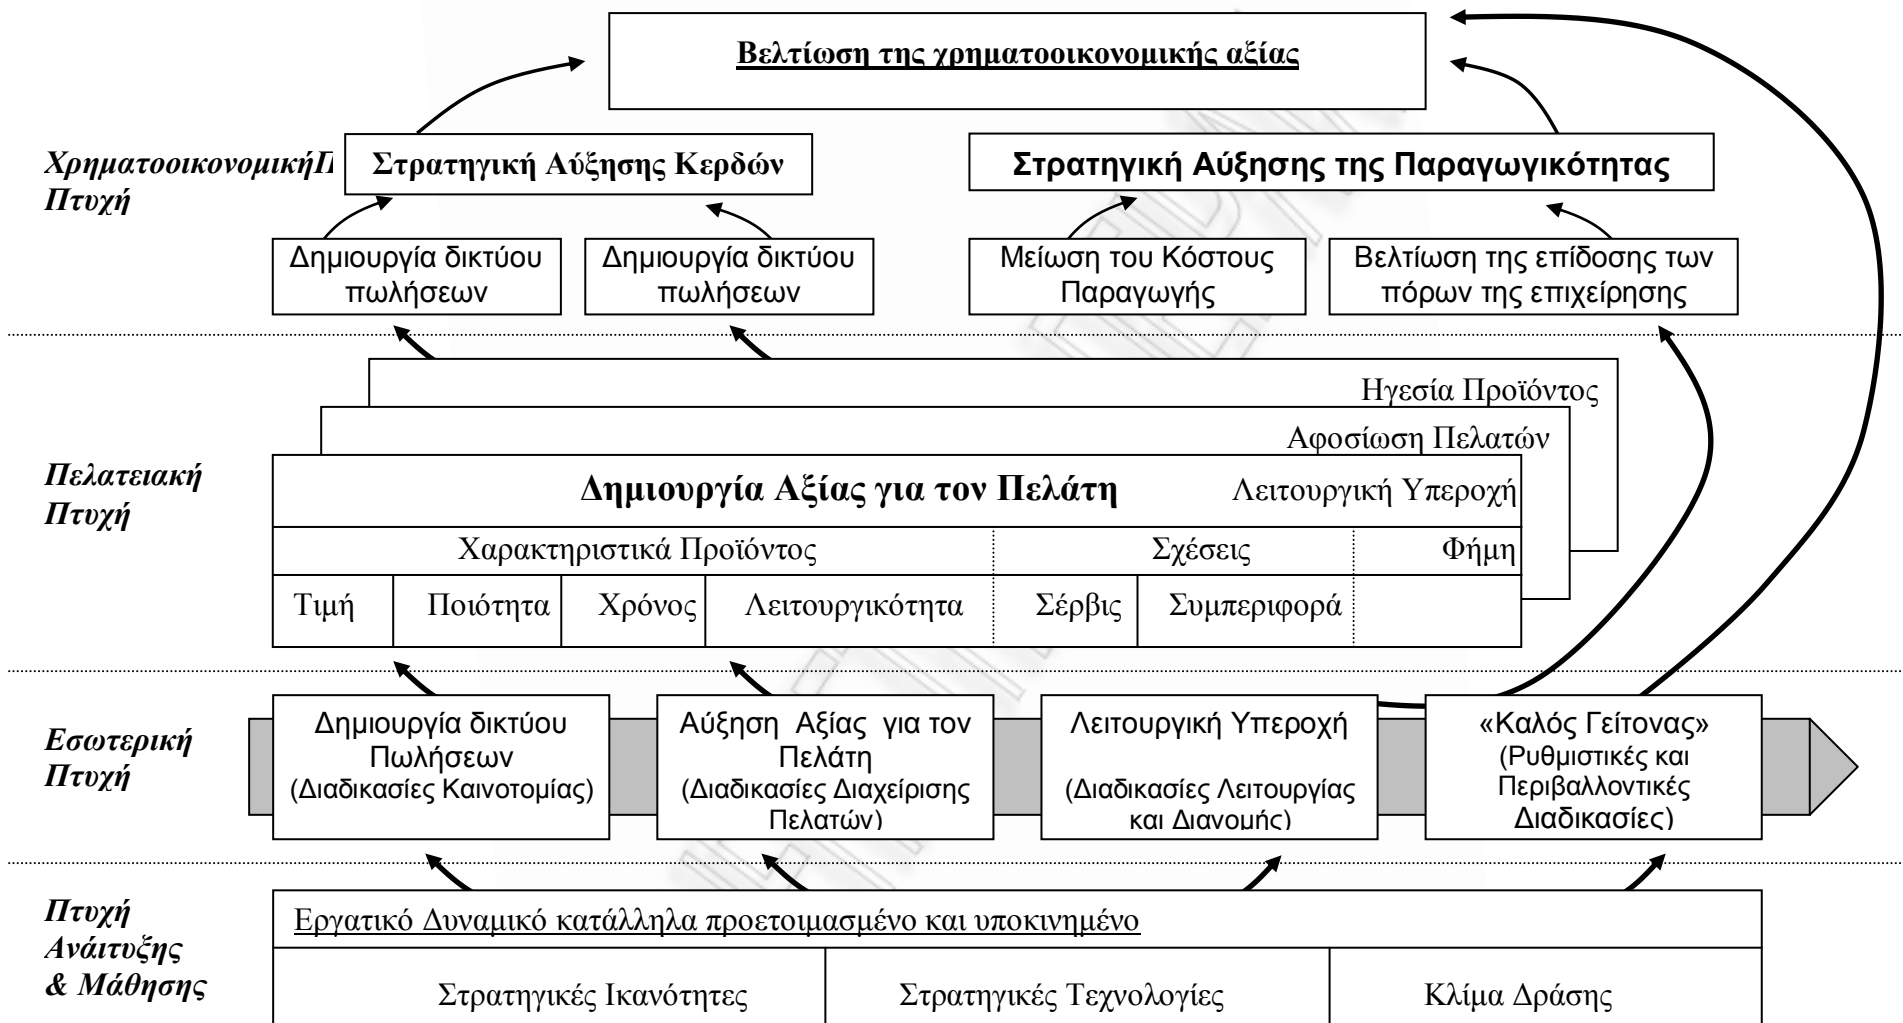 Βελτίωση της χρηματοοικονομικής αξίας
ΧρηματοοικονομικήΠ
Πτυχή
Στρατηγική Αύξησης Κερδών
Στρατηγική Αύξησης της Παραγωγικότητας
Δημιουργία δικτύου
πωλήσεων
Δημιουργία δικτύου
πωλήσεων
Μείωση του Κόστους
Παραγωγής
Βελτίωση της επίδοσης των
πόρων της επιχείρησης
Πελατειακή
Πτυχή
Ηγεσία Προϊόντος
Αφοσίωση Πελατών
Δημιουργία Αξίας για τον Πελάτη
Λειτουργική Υπεροχή
Χαρακτηριστικά Προϊόντος
Σχέσεις
Φήμη
Τιμή
Ποιότητα
Χρόνος
Λειτουργικότητα
Σέρβις
Συμπεριφορά
Εσωτερική
Πτυχή
Δημιουργία δικτύου
Πωλήσεων
(Διαδικασίες Καινοτομίας)
Αύξηση Αξίας για τον
Πελάτη
(Διαδικασίες Διαχείρισης
Πελατών)
Λειτουργική Υπεροχή
(Διαδικασίες Λειτουργίας
και Διανομής)
«Καλός Γείτονας»
(Ρυθμιστικές και
Περιβαλλοντικές
Διαδικασίες)
Πτυχή
Ανάιτυξης
& Μάθησης
Εργατικό Δυναμικό κατάλληλα προετοιμασμένο και υποκινημένο
Στρατηγικές Ικανότητες
Στρατηγικές Τεχνολογίες
Κλίμα Δράσης